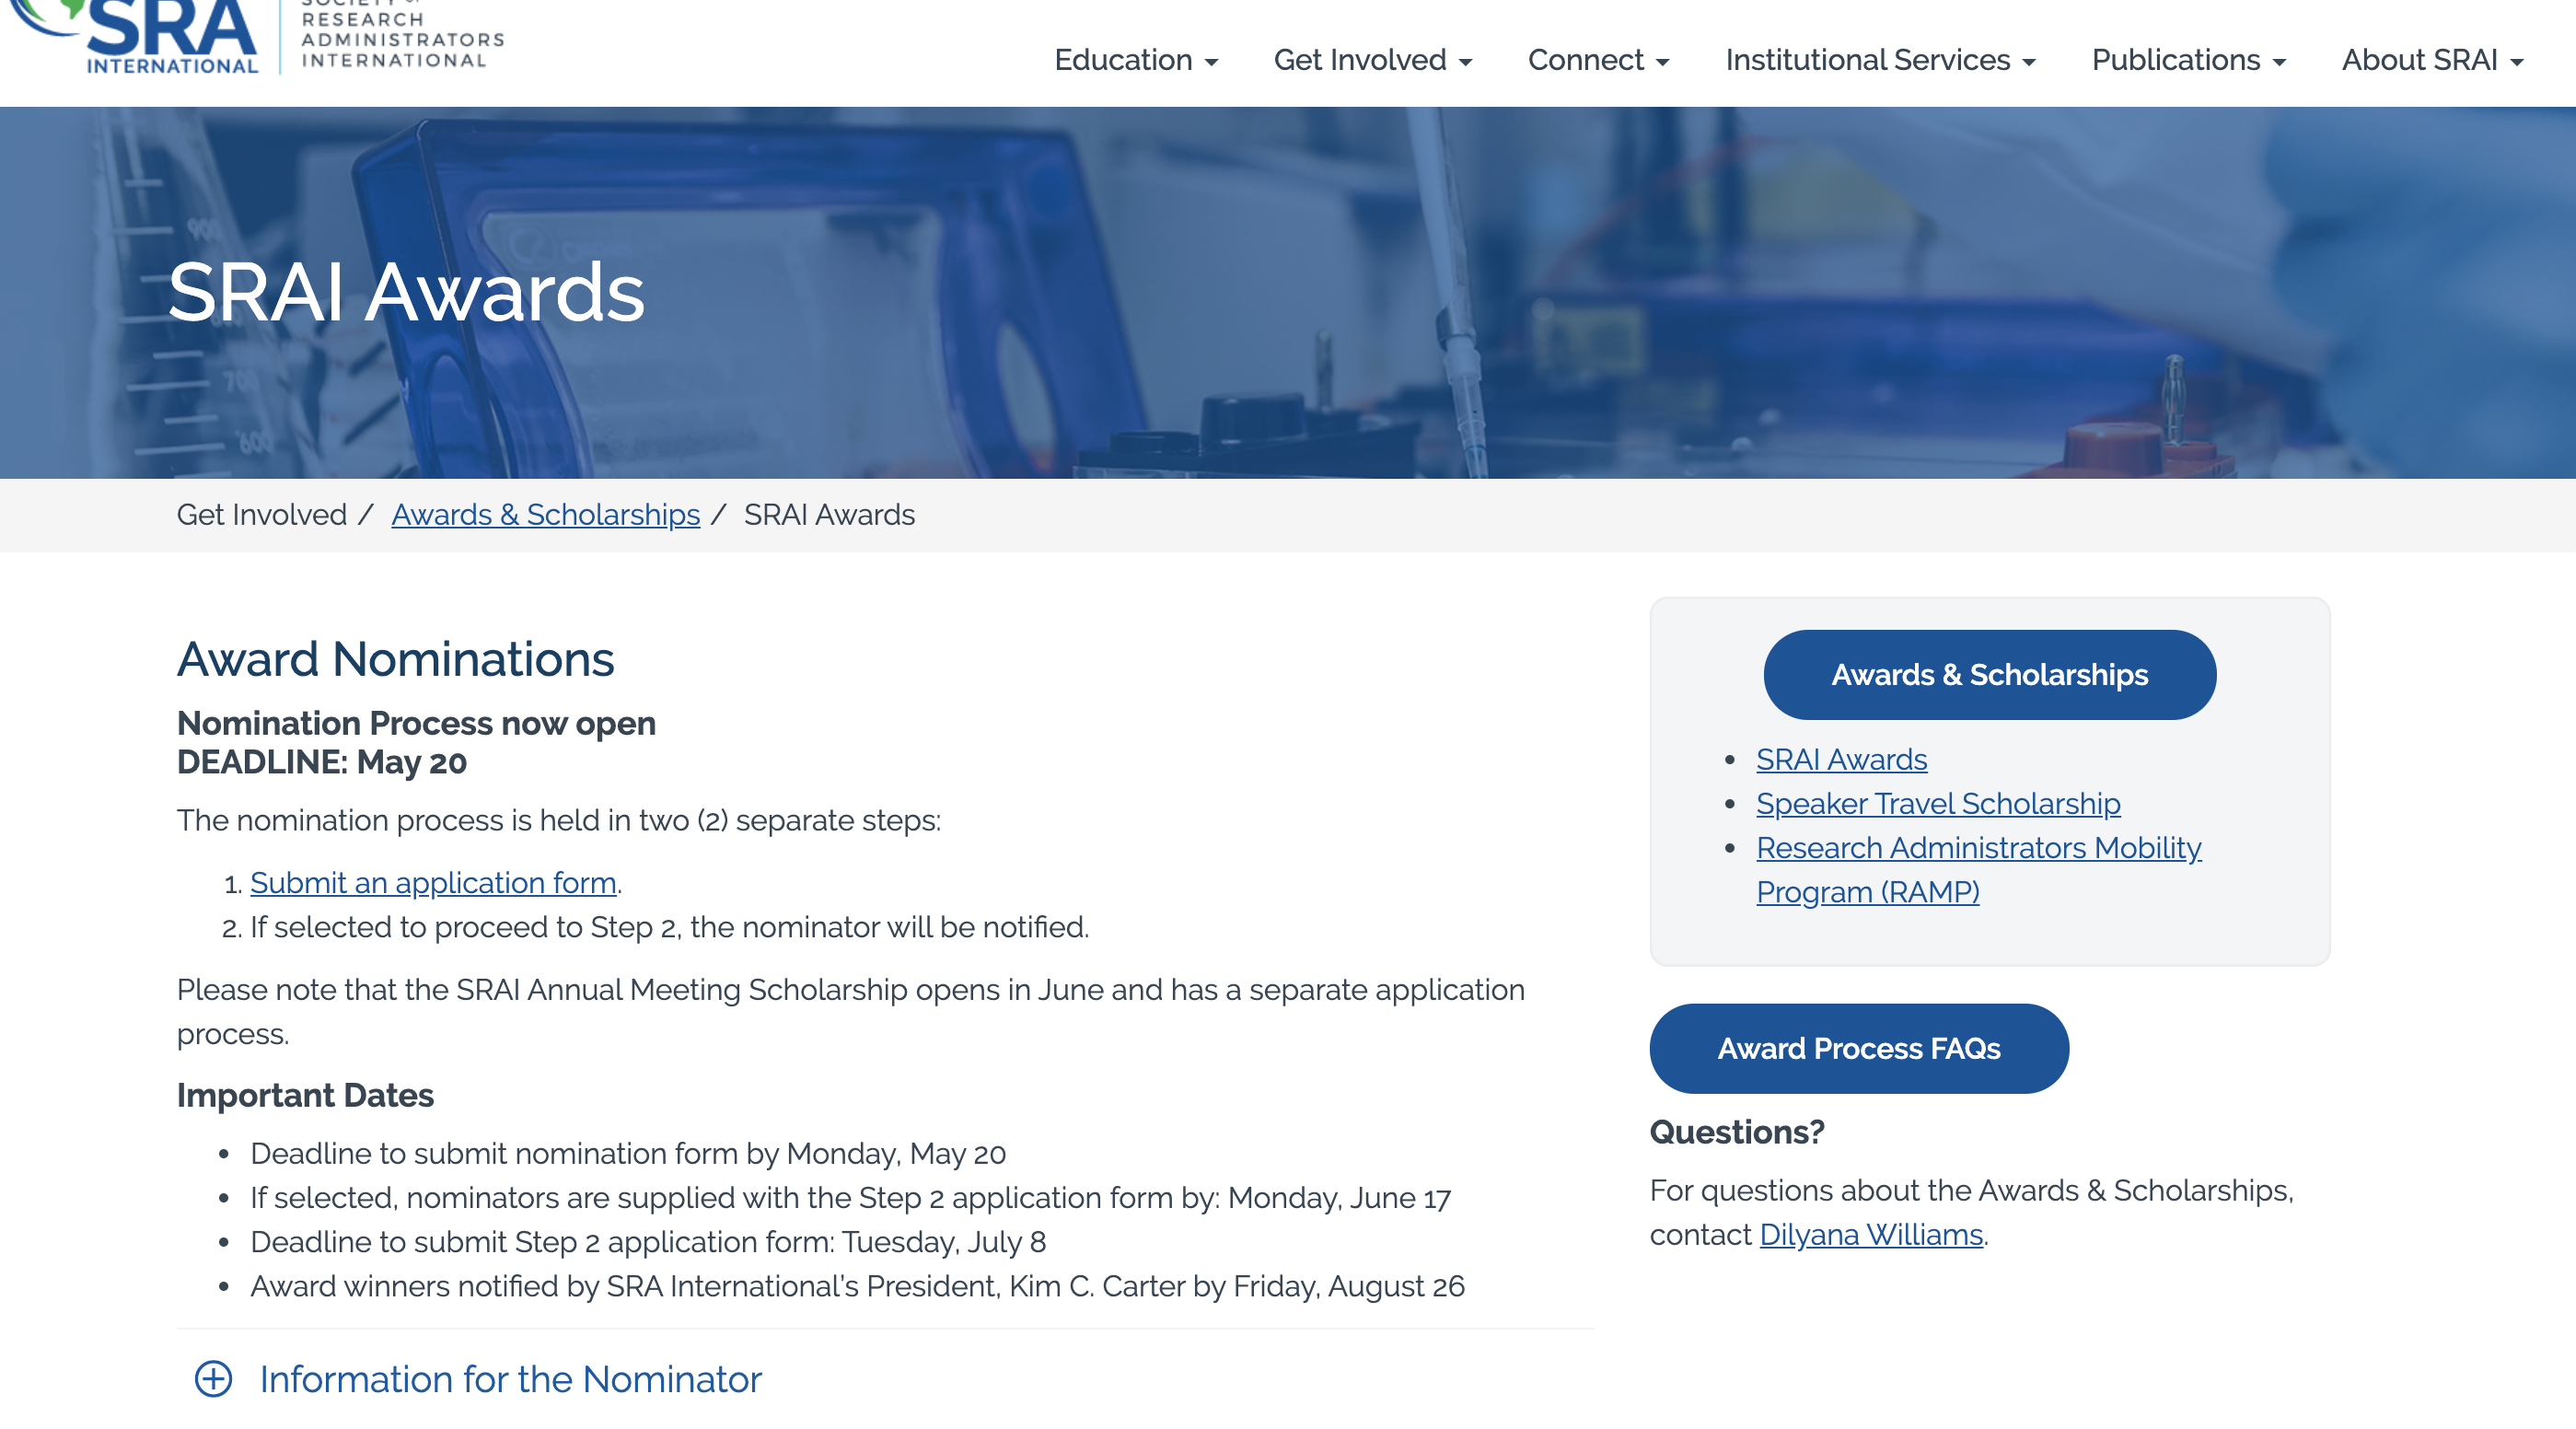 SRA
INTERNATIONAL
SOCIETY of
RESEARCH
ADMINISTRATORS
INTERNATIONAL
Education
Get Involved
Connect
Institutional Services
Publications
About SRAI
900
700
600
SRAI Awards
Get Involved / Awards & Scholarships / SRAI Awards
Award Nominations
Nomination Process now open
DEADLINE: May 20
The nomination process is held in two (2) separate steps:
1. Submit an application form.
2. If selected to proceed to Step 2, the nominator will be notified.
Please note that the SRAI Annual Meeting Scholarship opens in June and has a separate application
process.
Important Dates
• Deadline to submit nomination form by Monday, May 20
• If selected, nominators are supplied with the Step 2 application form by: Monday, June 17
• Deadline to submit Step 2 application form: Tuesday, July 8
• Award winners notified by SRA International's President, Kim C. Carter by Friday, August 26
Information for the Nominator
Awards & Scholarships
• SRAI Awards
• Speaker Travel Scholarship
• Research Administrators Mobility
Program (RAMP)
Award Process FAQs
Questions?
For questions about the Awards & Scholarships,
contact Dilyana Williams.